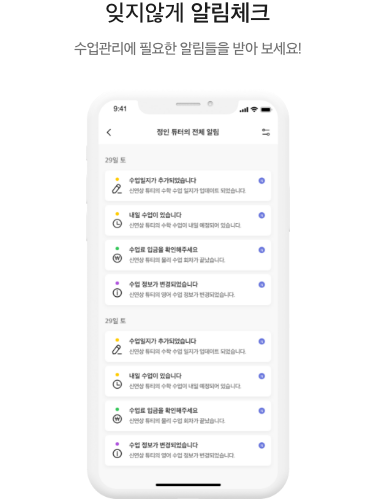 잊지않게 알림체크
수업관리에 필요한 알림들을 받아 보세요!
9:41
정인 튜터의 전체 알림
29일 토
수업일지가 추가되었습니다
신연상 튜터의 수학 수업 일지가 업데이트 되었습니다.
내일 수업이 있습니다
신연상 튜터의 수학 수업이 내일 예정되어 있습니다.
수업료 입금을 확인해주세요
신연상 튜터의 물리 수업 회차가 끝났습니다.
수업 정보가 변경되었습니다
신연상 튜터의 영어 수업 정보가 변경되었습니다.
29일 토
수업일지가 추가되었습니다
신연상 튜터의 수학 수업 일지가 업데이트 되었습니다.
내일 수업이 있습니다
신연상 튜터의 수학 수업이 내일 예정되어 있습니다.
수업료 입금을 확인해주세요
신연상 튜터의 물리 수업 회차가 끝났습니다.
수업 정보가 변경되었습니다
신연상 튜터의 영어 수업 정보가 변경되었습니다.